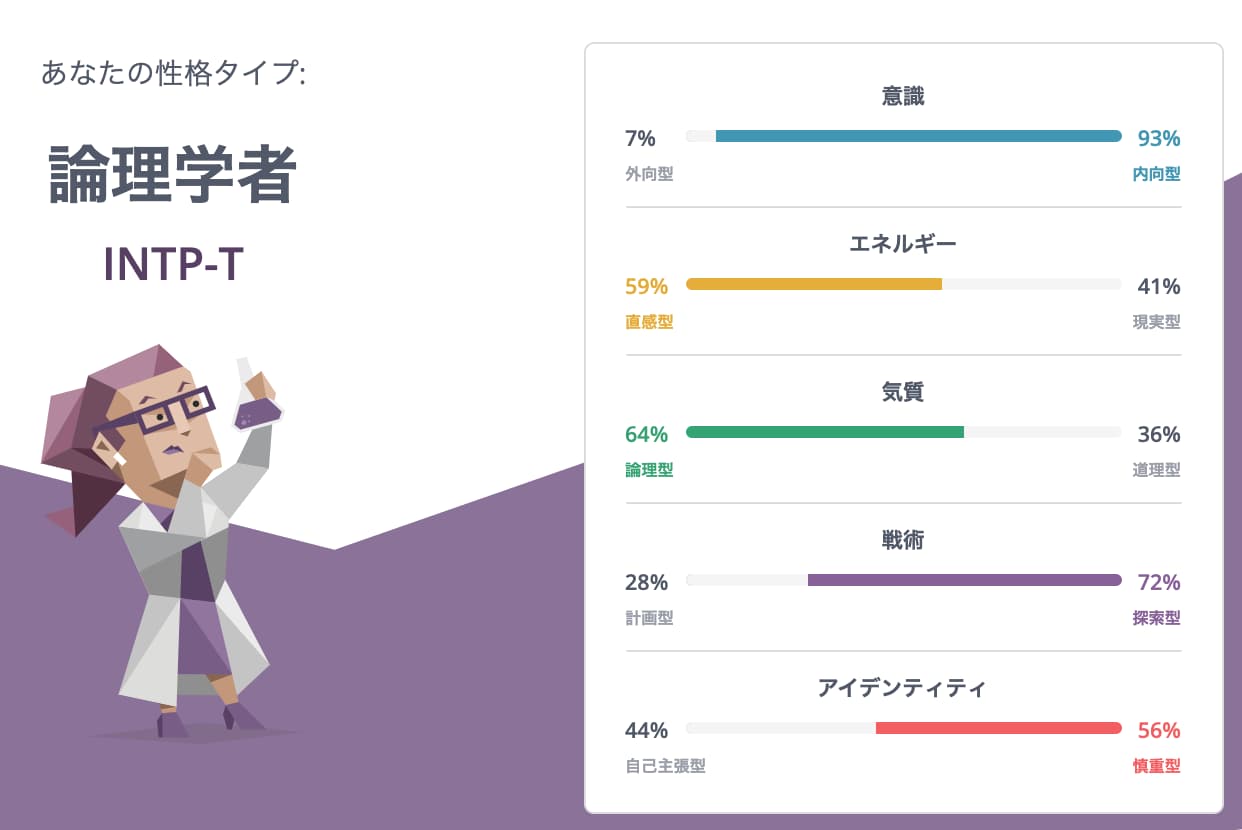 あなたの性格タイプ:
論理学者
INTP-T
意識
7% 93%
外向型 内向型
エネルギー
59% 41%
直感型 現実型
気質
64% 36%
論理型 道理型
戦術
28% 72%
計画型 探索型
アイデンティティ
44% 56%
自己主張型 慎重型